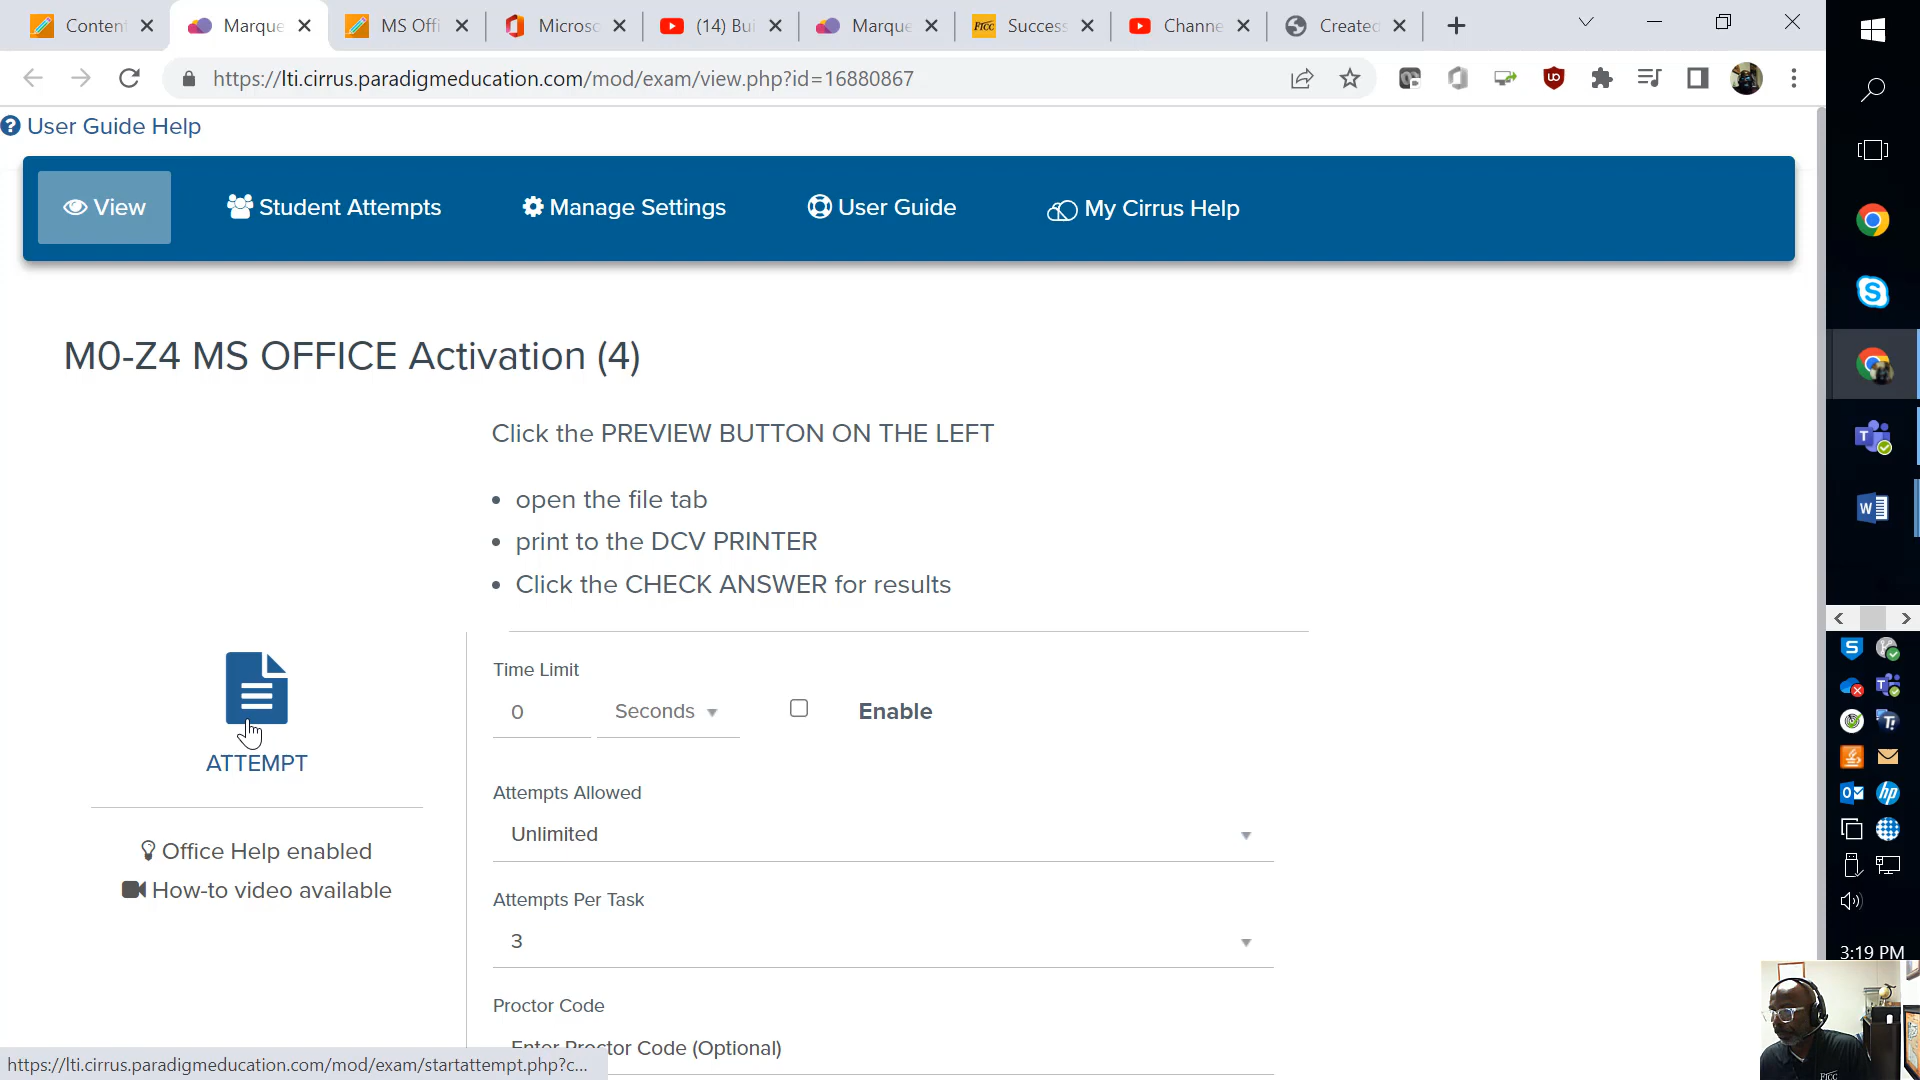 Content
Marque
MS Offi
Microso
(14) Bui
Marque
FTCC
Success
Channe
Created
https://lti.cirrus.paradigmeducation.com/mod/exam/view.php?id=16880867
User Guide Help
View
Student Attempts
Manage Settings
User Guide
My Cirrus Help
M0-Z4 MS OFFICE Activation (4)
Click the PREVIEW BUTTON ON THE LEFT
• open the file tab
• print to the DCV PRINTER
• Click the CHECK ANSWER for results
Time Limit
0
Seconds
Enable
ATTEMPT
Attempts Allowed
Unlimited
Office Help enabled
How-to video available
Attempts Per Task
3
Proctor Code
Enter Proctor Code (Optional)
https://lti.cirrus.paradigmeducation.com/mod/exam/startattempt.php?c...
3:19 PM
FTCC